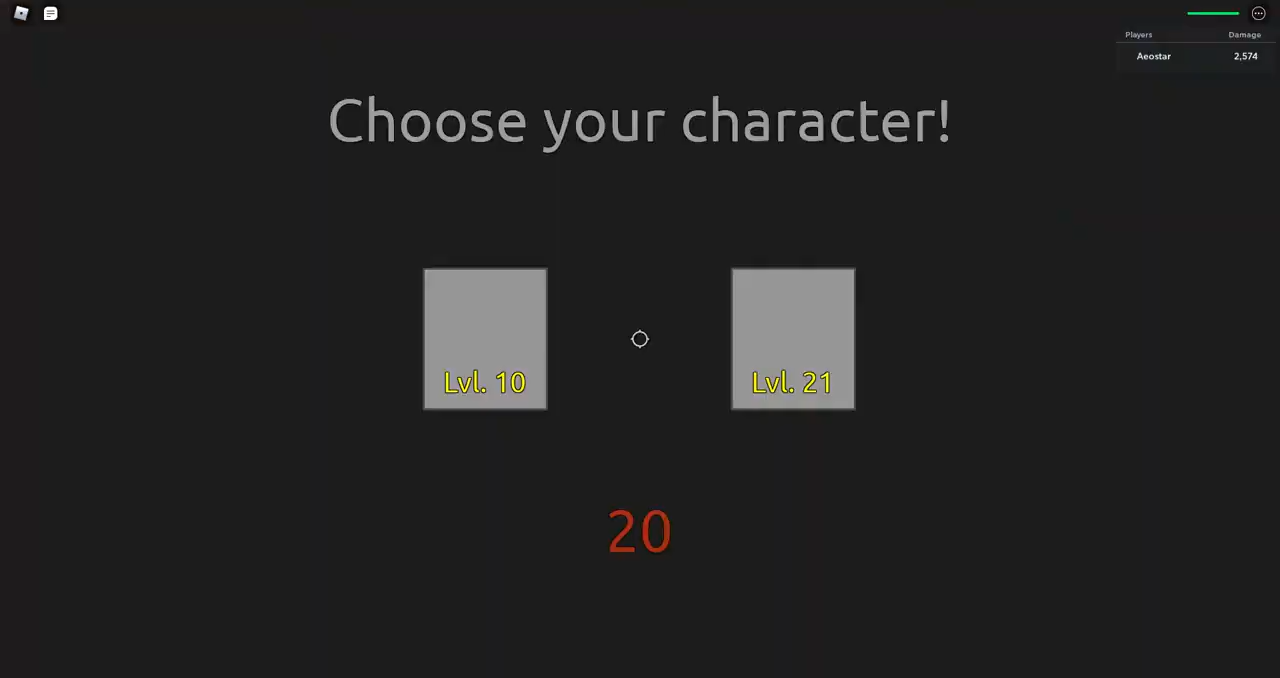 Players Damage
Aeostar 2,574
Choose your character!
Lvl. 10 Lvl. 21
20